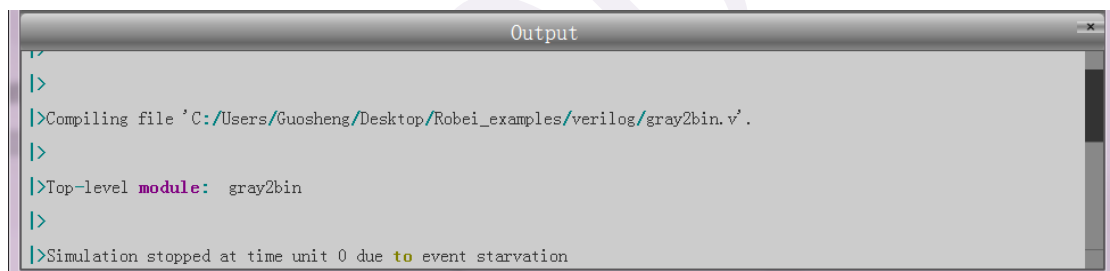 Output
|>
|>
|>Compiling file 'C:/Users/Guosheng/Desktop/Robei_examples/verilog/gray2bin.v'.
|>
|>Top-level module:  gray2bin
|>
|>Simulation stopped at time unit 0 due to event starvation